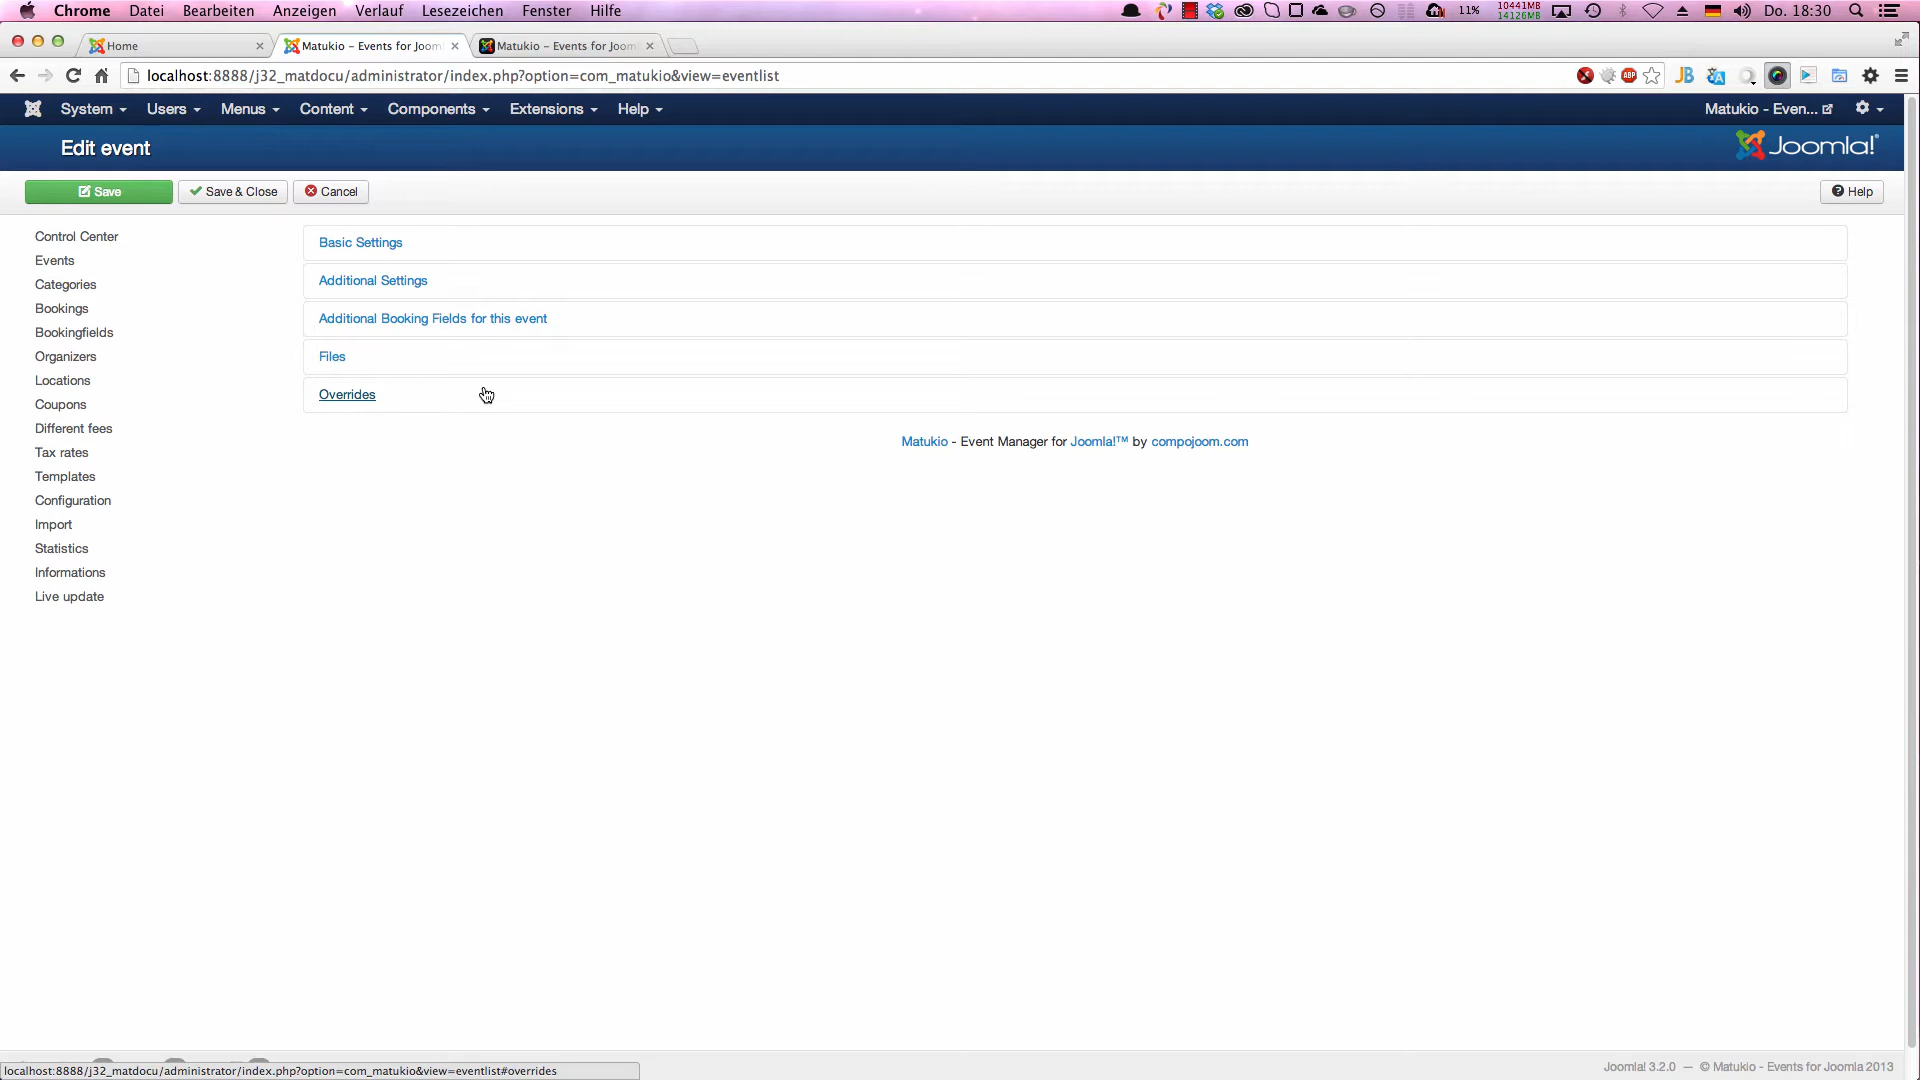 Chrome Datei Bearbeiten Anzeigen Verlauf Lesezeichen Fenster Hilfe 11% 10441MB 14126MB Do. 18:30
Home Matukio – Events for Joom Matukio – Events for Joom
localhost:8888/j32_matdocu/administrator/index.php?option=com_matukio&view=eventlist ABP JB
System Users Menus Content Components Extensions Help Matukio - Even...
Edit event Joomla!
Save Save & Close Cancel Help
Control Center
Events
Categories
Bookings
Bookingfields
Organizers
Locations
Coupons
Different fees
Tax rates
Templates
Configuration
Import
Statistics
Informations
Live update
Basic Settings
Additional Settings
Additional Booking Fields for this event
Files
Overrides
Matukio - Event Manager for Joomla!™ by compojoom.com
localhost:8888/j32_matdocu/administrator/index.php?option=com_matukio&view=eventlist#overrides
Joomla! 3.2.0 — © Matukio - Events for Joomla 2013